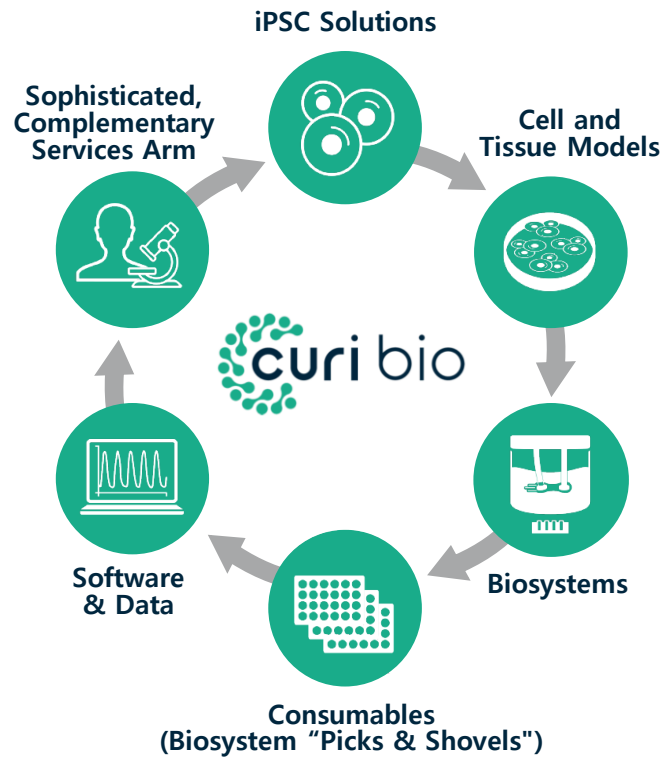 iPSC Solutions
Sophisticated,
Complementary
Services Arm
Cell and
Tissue Models
curi bio
Software
& Data
Biosystems
Consumables
(Biosystem “Picks & Shovels")